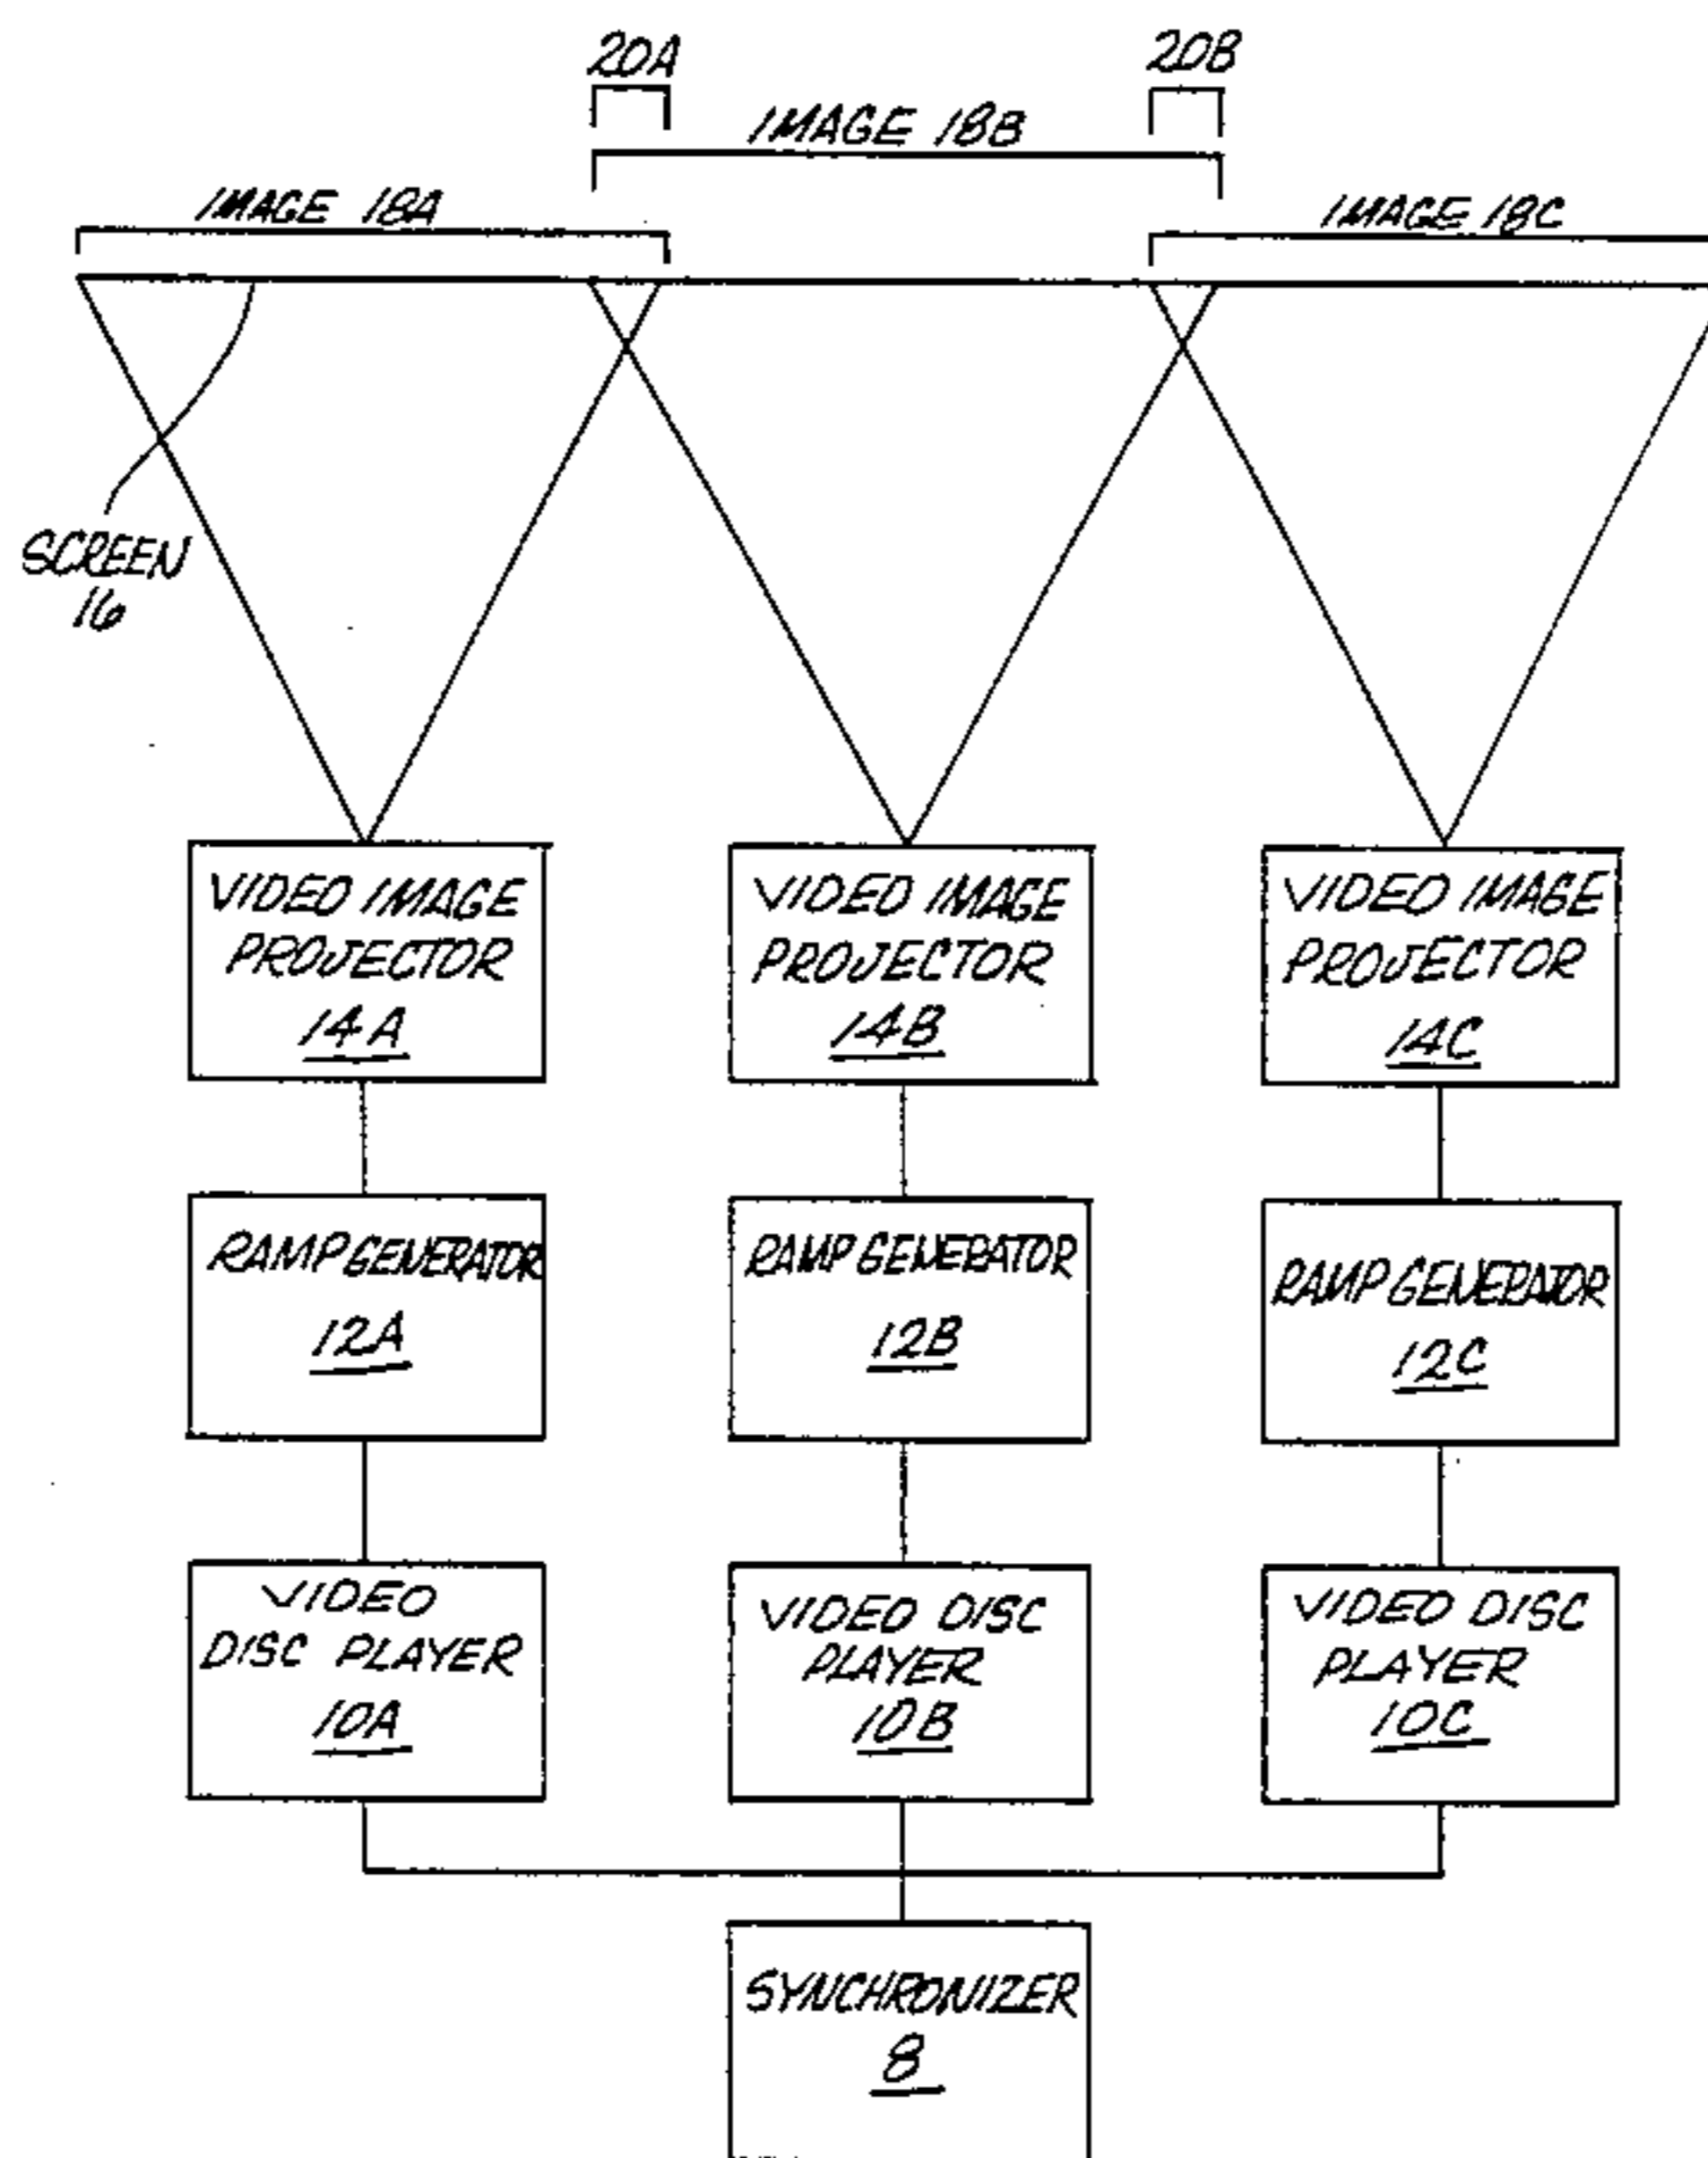 20A
20B
IMAGE 18B
IMAGE 18A
IMAGE 18C
SCREEN
16
VIDEO IMAGE
PROJECTOR
14A
VIDEO IMAGE
PROJECTOR
14B
VIDEO IMAGE
PROJECTOR
14C
RAMP GENERATOR
12A
RAMP GENERATOR
12B
RAMP GENERATOR
12C
VIDEO
DISC PLAYER
10A
VIDEO DISC
PLAYER
10B
VIDEO DISC
PLAYER
10C
SYNCHRONIZER
8